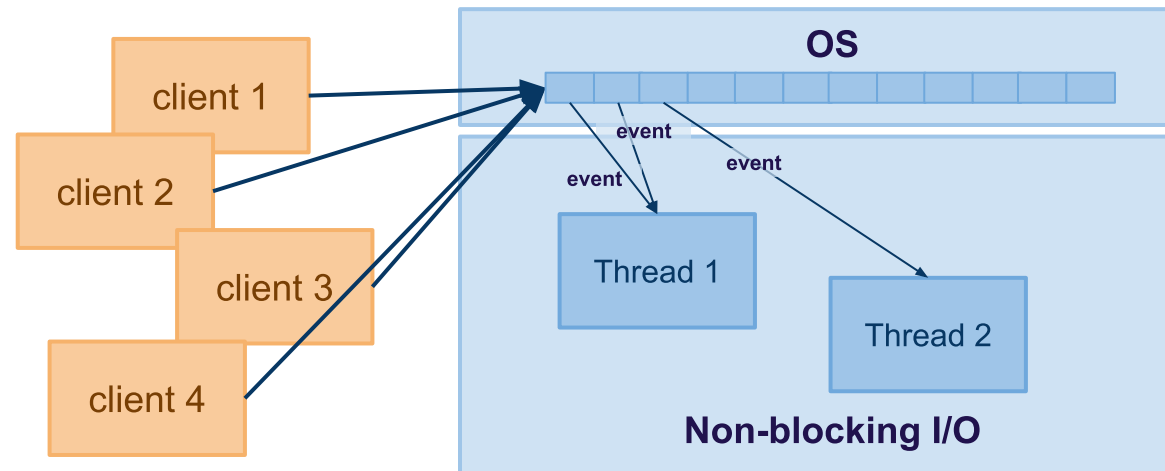 OS
client 1
event
event
event
client 2
Thread 1
client 3
Thread 2
client 4
Non-blocking I/O